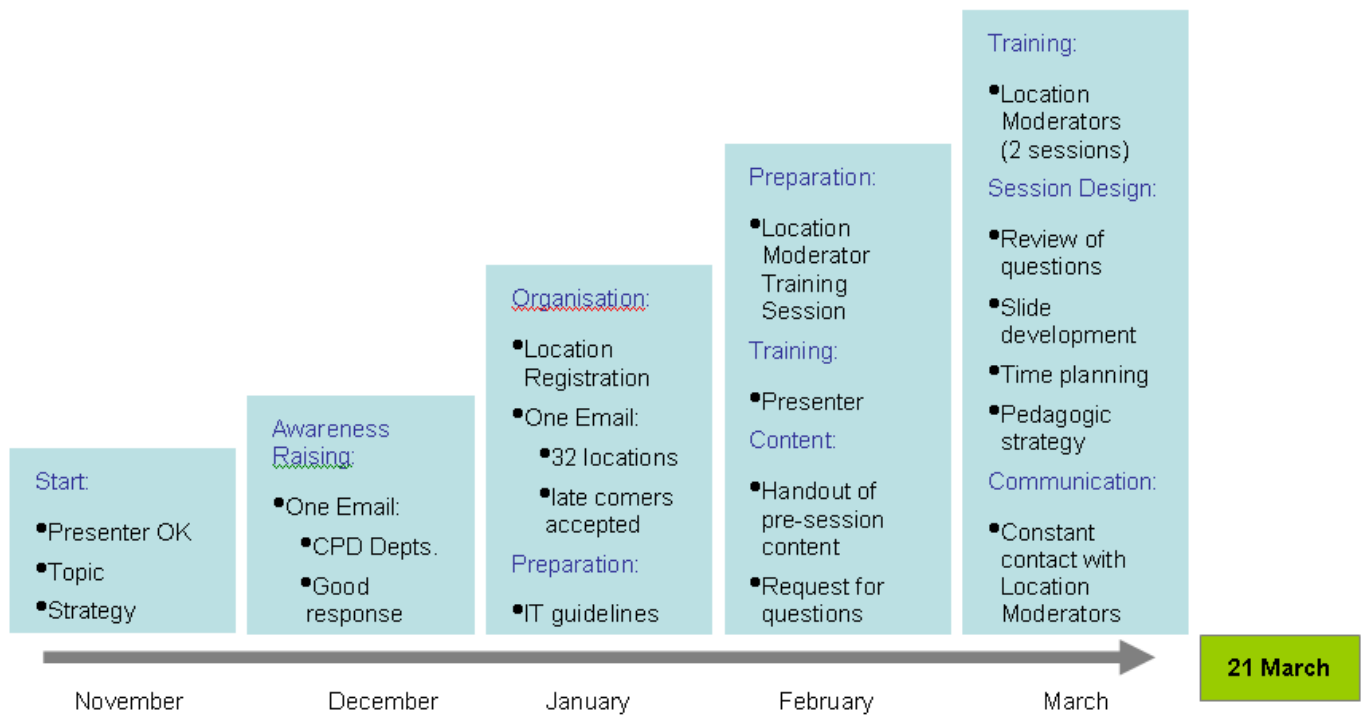 Start:
•Presenter OK
•Topic
•Strategy
Awareness
Raising:
•One Email:
•CPD Depts.
•Good
response
Organisation:
•Location
Registration
•One Email:
•32 locations
•late comers
accepted
Preparation:
•IT guidelines
Preparation:
•Location
Moderator
Training
Session
Training:
•Presenter
Content:
•Handout of
pre-session
content
•Request for
questions
Training:
•Location
Moderators
(2 sessions)
Session Design:
•Review of
questions
•Slide
development
•Time planning
•Pedagogic
strategy
Communication:
•Constant
contact with
Location
Moderators
November
December
January
February
March
21 March